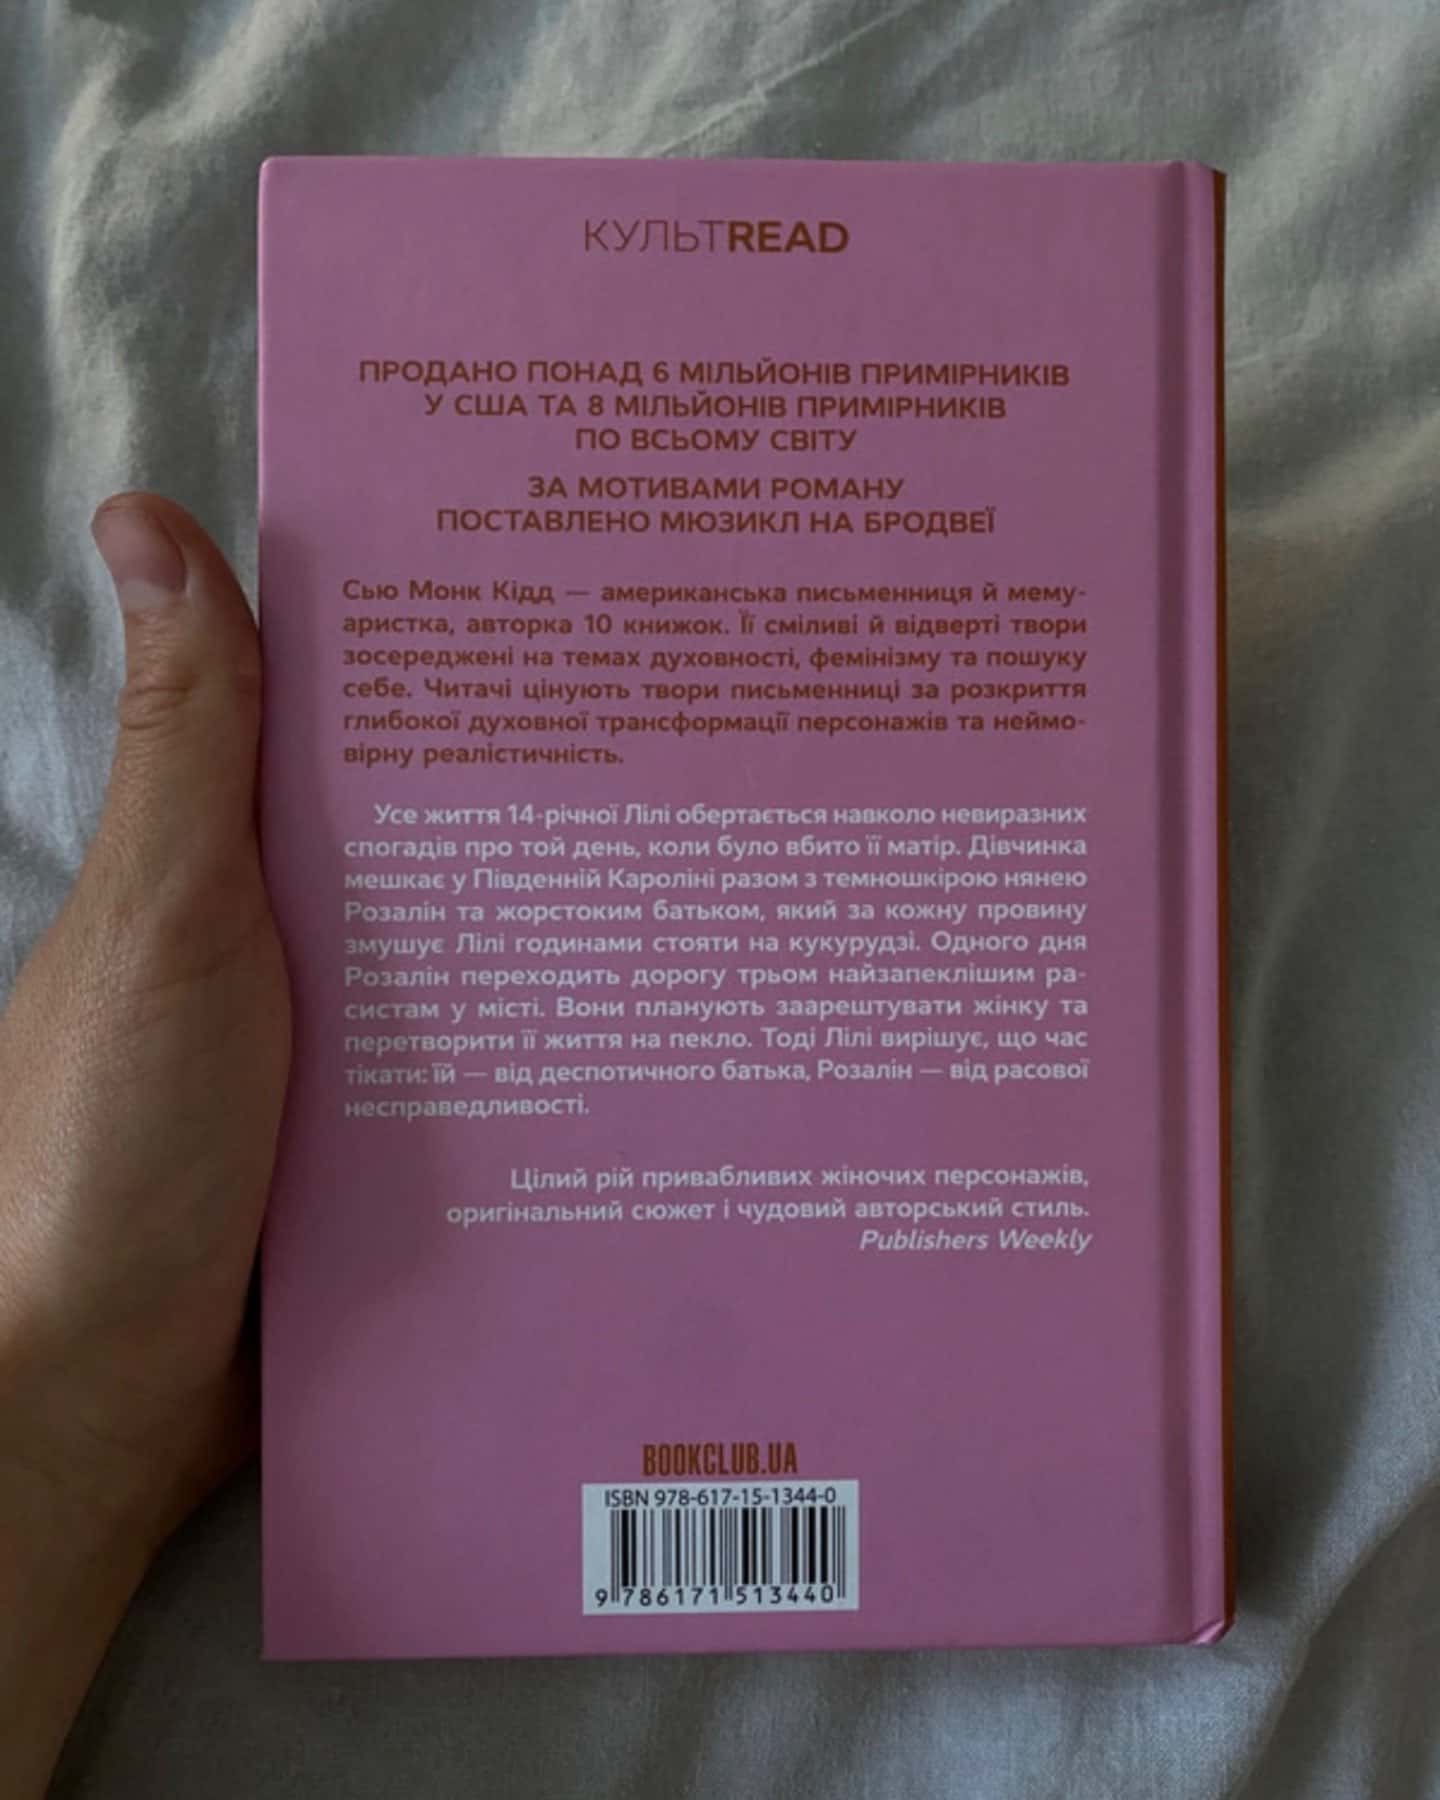 КУЛЬТREAD
ПРОДАНО ПОНАД 6 МІЛЬЙОНІВ ПРИМІРНИКІВ
У США ТА 8 МІЛЬЙОНІВ ПРИМІРНИКІВ
ПО ВСЬОМУ СВІТУ
ЗА МОТИВАМИ РОМАНУ
ПОСТАВЛЕНО МЮЗИКЛ НА БРОДВЕЇ
Сью Монк Кідд — американська письменниця й мему-
аристка, авторка 10 книжок. Її сміливі й відверті твори
зосереджені на темах духовності, фемінізму та пошуку
себе. Читачі цінують твори письменниці за розкриття
глибокої духовної трансформації персонажів та неймо-
вірну реалістичність.
Усе життя 14-річної Лілі обертається навколо невиразних
спогадів про той день, коли було вбито її матір. Дівчинка
мешкає у Південній Кароліні разом з темношкірою нянею
Розалін та жорстоким батьком, який за кожну провину
змушує Лілі годинами стояти на кукурудзі. Одного дня
Розалін переходить дорогу трьом найзапеклішим ра-
систам у місті. Вони планують заарештувати жінку та
перетворити її життя на пекло. Тоді Лілі вирішує, що час
тікати: їй — від деспотичного батька, Розалін — від расової
несправедливості.
Цілий рій привабливих жіночих персонажів,
оригінальний сюжет і чудовий авторський стиль.
Publishers Weekly
BOOKCLUB.UA
ISBN 978-617-15-1344-0
9 786171 513440